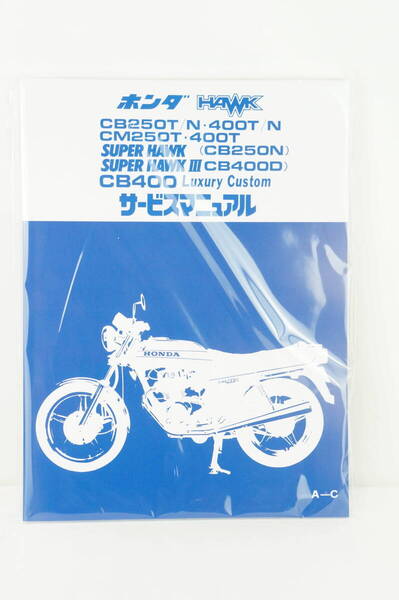 ホンダ HAWK
CB250T/N・400T/N
CM250T・400T
SUPER HAWK (CB250N)
SUPER HAWK III CB400D)
CB400 Luxury Custom
サービスマニュアル
HONDA
A—C